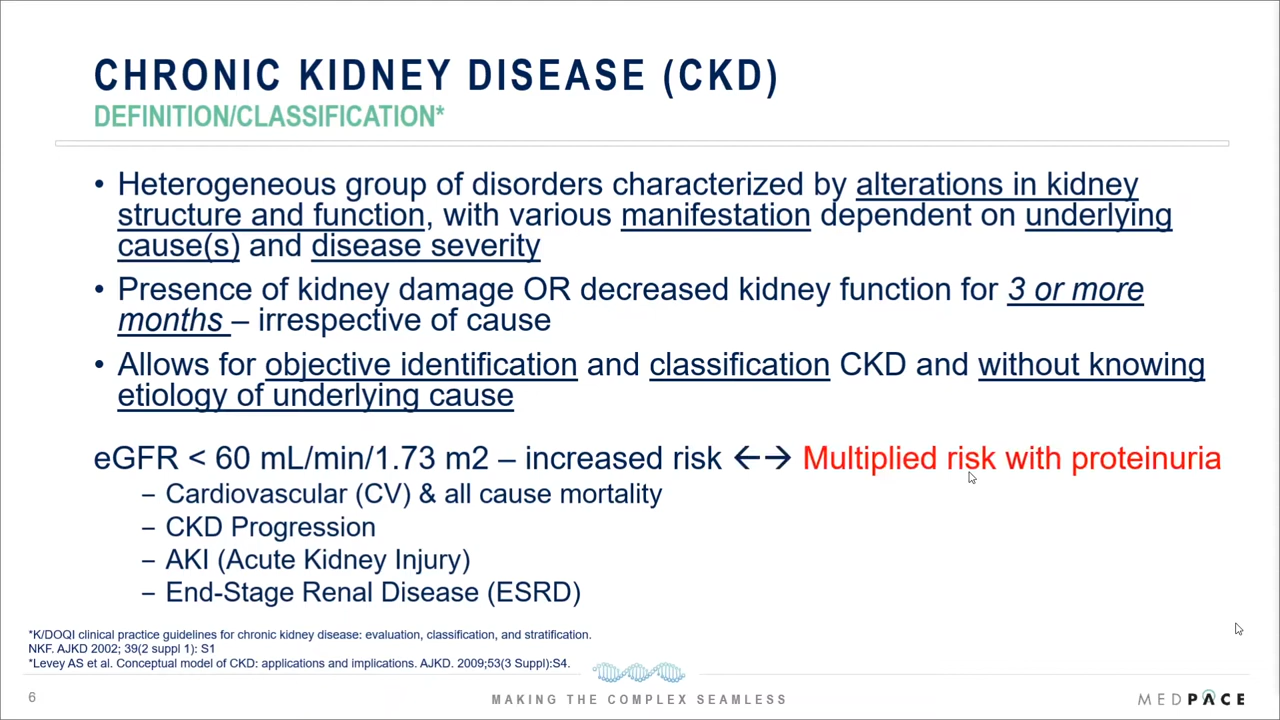 CHRONIC KIDNEY DISEASE (CKD)
DEFINITION/CLASSIFICATION*
• Heterogeneous group of disorders characterized by alterations in kidney
structure and function, with various manifestation dependent on underlying
cause(s) and disease severity
• Presence of kidney damage OR decreased kidney function for 3 or more
months – irrespective of cause
• Allows for objective identification and classification CKD and without knowing
etiology of underlying cause
eGFR < 60 mL/min/1.73 m2 – increased risk ←→ Multiplied risk with proteinuria
– Cardiovascular (CV) & all cause mortality
– CKD Progression
– AKI (Acute Kidney Injury)
– End-Stage Renal Disease (ESRD)
*K/DOQI clinical practice guidelines for chronic kidney disease: evaluation, classification, and stratification.
NKF. AJKD 2002; 39(2 suppl 1): S1
*Levey AS et al. Conceptual model of CKD: applications and implications. AJKD. 2009;53(3 Suppl):S4.
6
MAKING THE COMPLEX SEAMLESS
MEDPACE